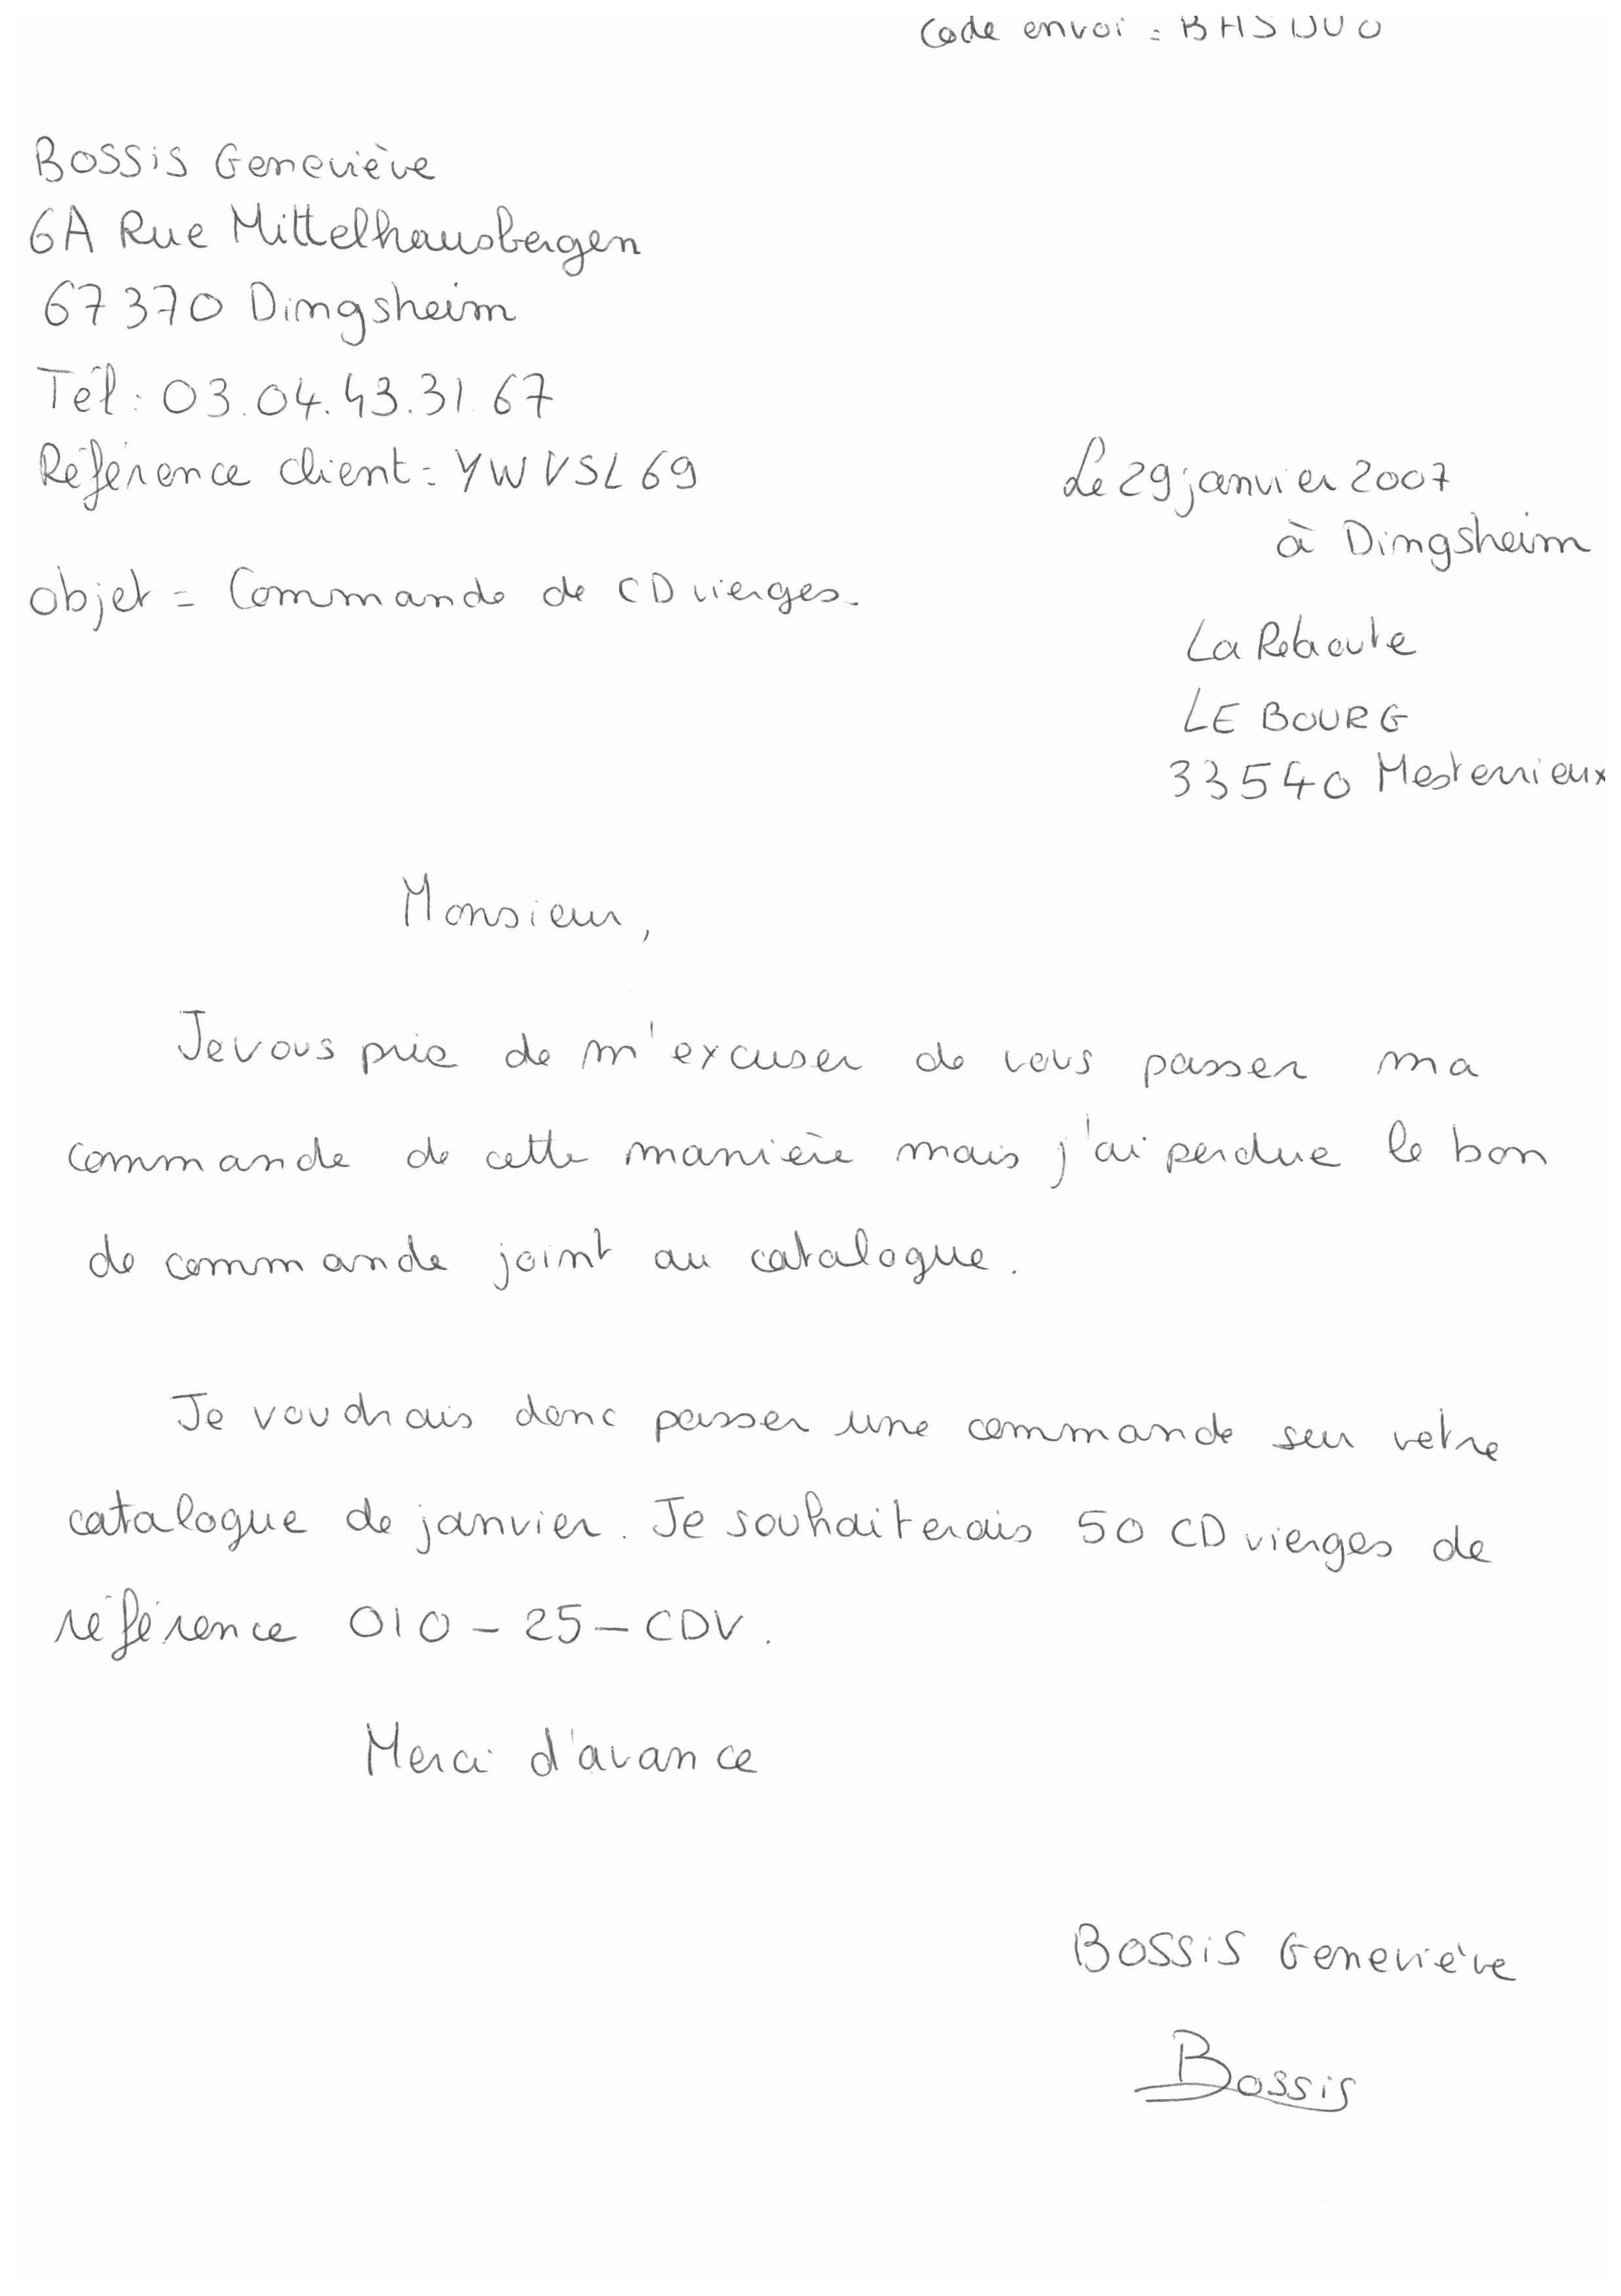 Code envoi :
BOSSIS Geneviève
6A Rue Mittelhausbergen
67370 Dingsheim
Tél : 03.04.43.31.67
Référence client : YWVSL69
Le 29 janvier 2007
à Dingsheim
objet = Commande de CD vierges.
La Reboute
LE BOURG
33540 Mesterrieux
Monsieur,
Je vous prie de m'excuser de vous passer ma
commande de cette manière mais j'ai perdue le bon
de commande joint au catalogue.
Je voudrais donc passer une commande sur votre
catalogue de janvier. Je souhaiterais 50 CD vierges de
référence 010-25-CDV.
Merci d'avance
BOSSIS Geneviève
Bossis